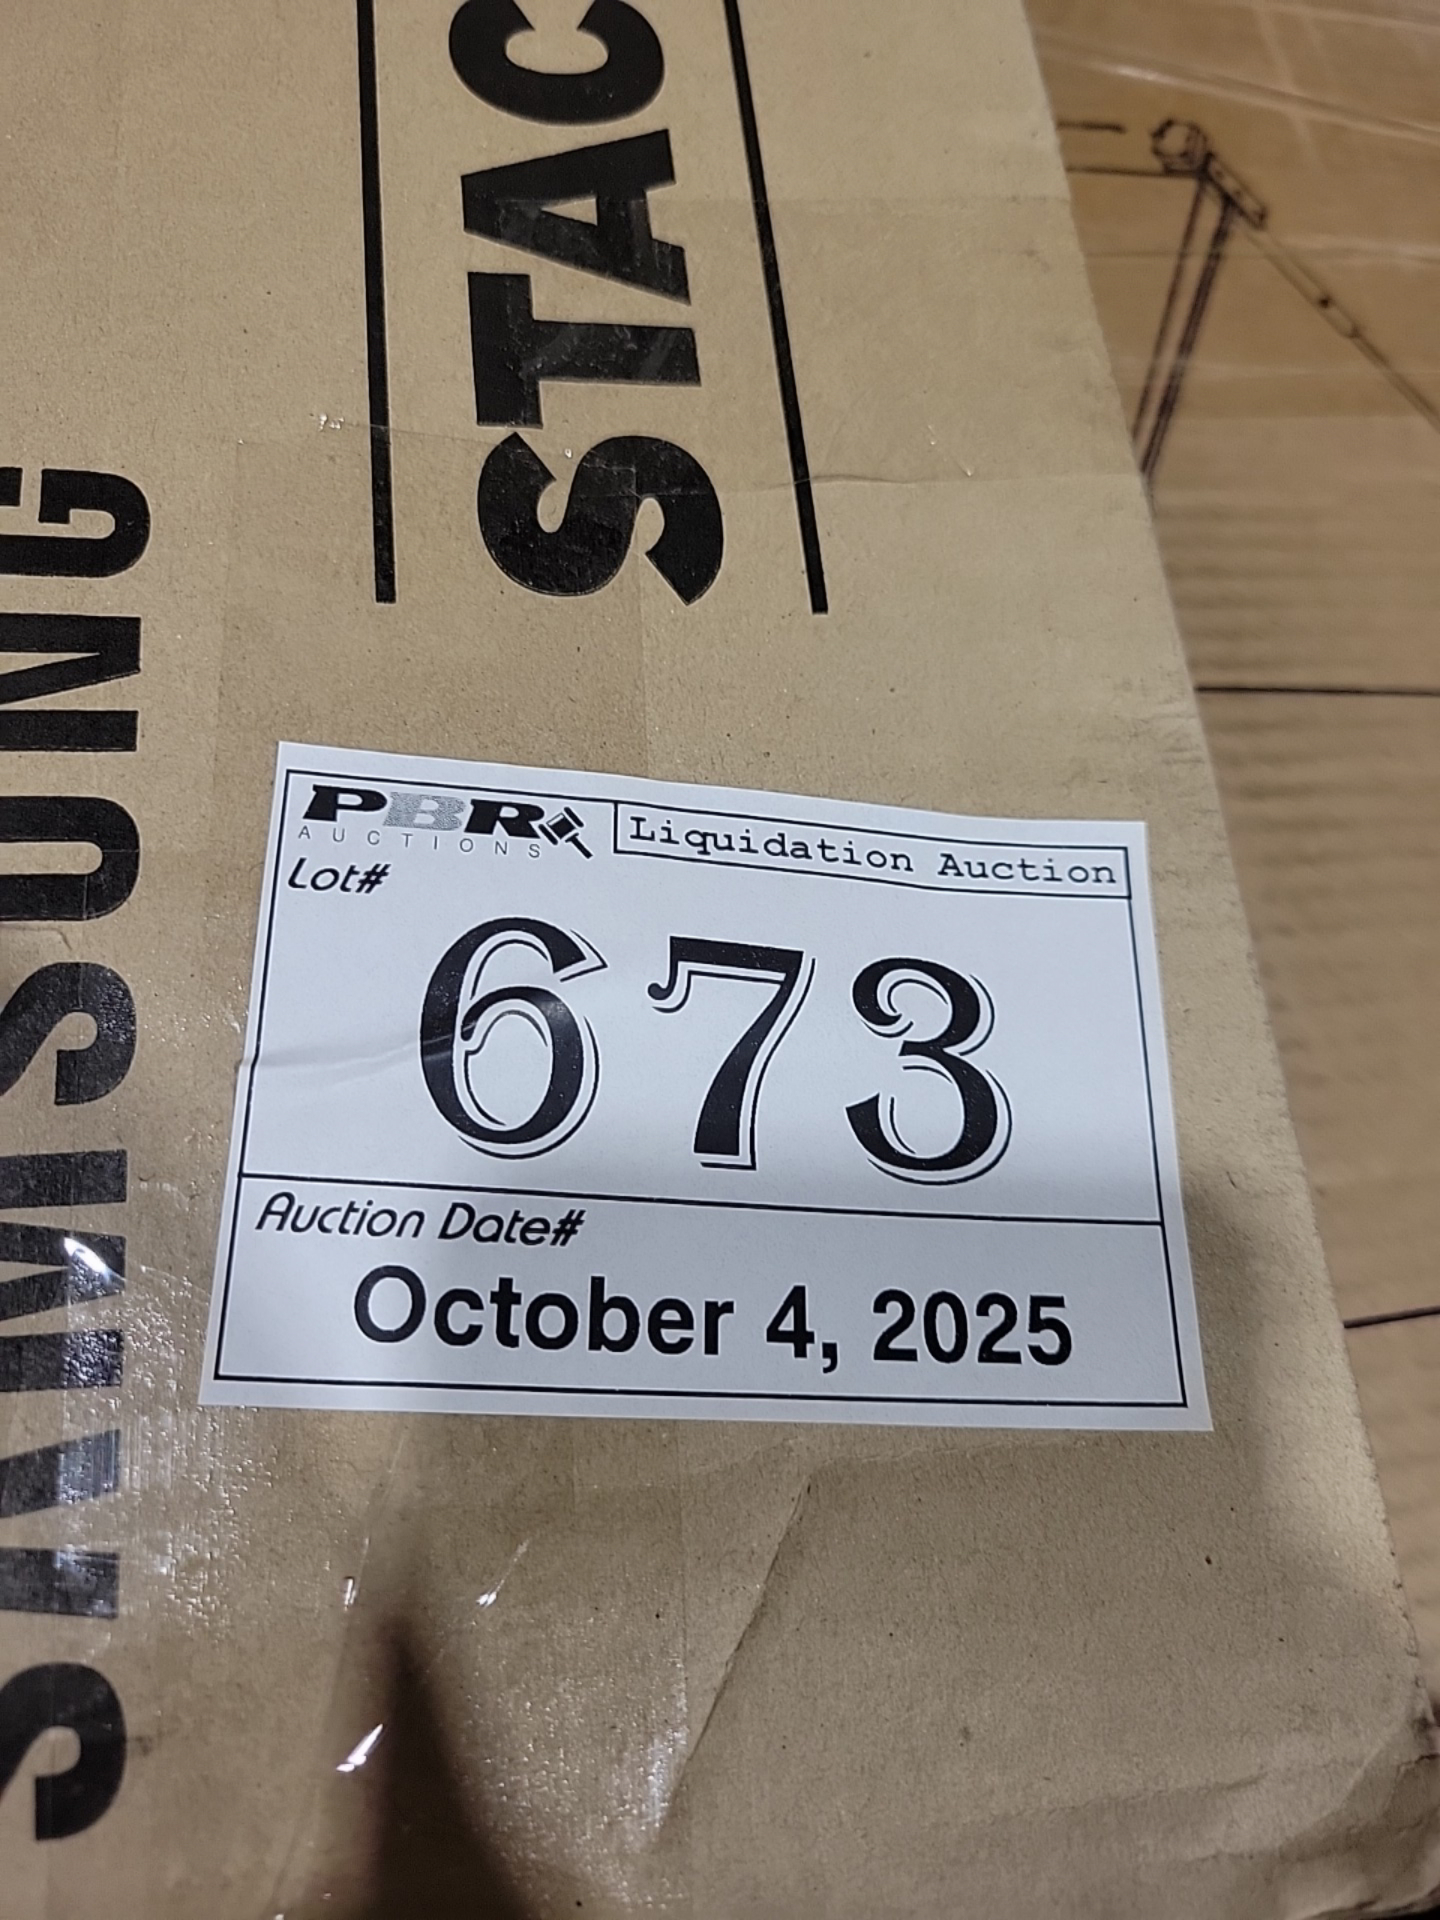 SAMSUNG
STAC
PBR
AUCTIONS
Liquidation Auction
Lot#
673
Auction Date#
October 4, 2025